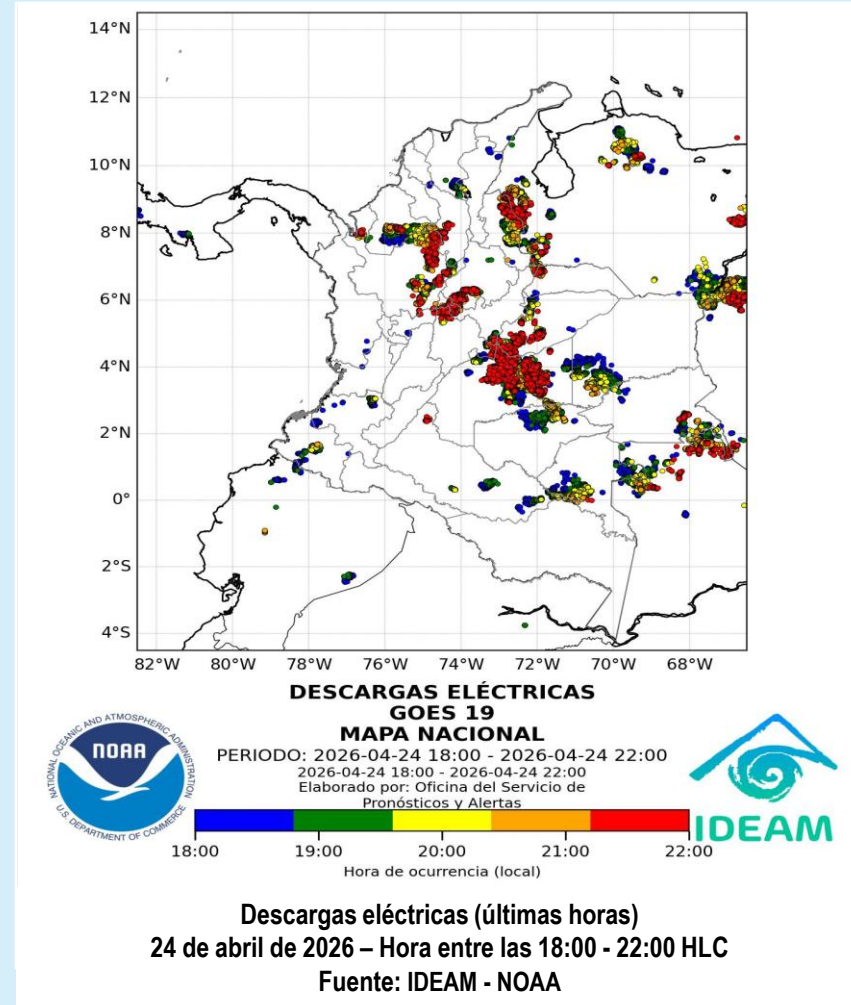 14°N
12°N
10°N
8°N
6°N
4°N
2°N
0°
2°S
4°S
82°W 80°W 78°W 76°W 74°W 72°W 70°W 68°W
DESCARGAS ELÉCTRICAS
GOES 19
MAPA NACIONAL
PERIODO: 2026-04-24 18:00 - 2026-04-24 22:00
2026-04-24 18:00 - 2026-04-24 22:00
Elaborado por: Oficina del Servicio de
Pronósticos y Alertas
NATIONAL OCEANIC AND ATMOSPHERIC ADMINISTRATION
NOAA
U.S. DEPARTMENT OF COMMERCE
IDEAM
18:00 19:00 20:00 21:00 22:00
Hora de ocurrencia (local)
Descargas eléctricas (últimas horas)
24 de abril de 2026 – Hora entre las 18:00 - 22:00 HLC
Fuente: IDEAM - NOAA